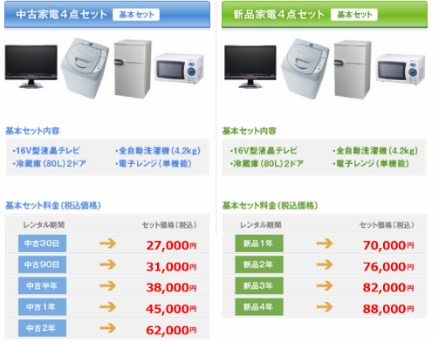 中古家電4点セット 基本セット
基本セット内容
・16V型液晶テレビ ・全自動洗濯機(4.2kg)
・冷蔵庫(80L)2ドア ・電子レンジ(単機能)
基本セット料金(税込価格)
レンタル期間 セット価格(税込)
中古30日 27,000円
中古90日 31,000円
中古半年 38,000円
中古1年 45,000円
中古2年 62,000円
新品家電4点セット 基本セット
基本セット内容
・16V型液晶テレビ ・全自動洗濯機(4.2kg)
・冷蔵庫(80L)2ドア ・電子レンジ(単機能)
基本セット料金(税込価格)
レンタル期間 セット価格(税込)
新品1年 70,000円
新品2年 76,000円
新品3年 82,000円
新品4年 88,000円